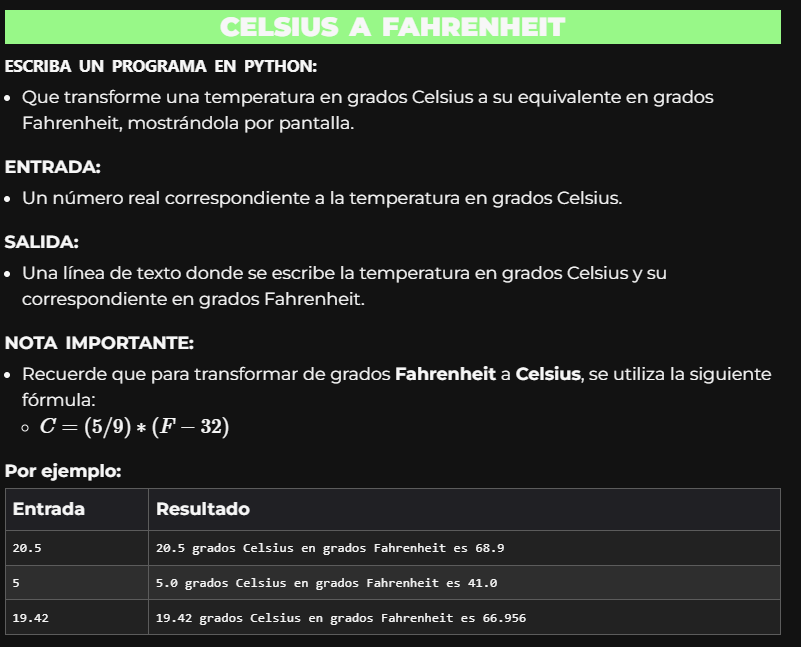 CELSIUS A FAHRENHEIT
ESCRIBA UN PROGRAMA EN PYTHON:
• Que transforme una temperatura en grados Celsius a su equivalente en grados
Fahrenheit, mostrándola por pantalla.
ENTRADA:
• Un número real correspondiente a la temperatura en grados Celsius.
SALIDA:
• Una línea de texto donde se escribe la temperatura en grados Celsius y su
correspondiente en grados Fahrenheit.
NOTA IMPORTANTE:
• Recuerde que para transformar de grados Fahrenheit a Celsius, se utiliza la siguiente
fórmula:
◦ C = (5/9) * (F − 32)
Por ejemplo:
Entrada Resultado
20.5 20.5 grados Celsius en grados Fahrenheit es 68.9
5 5.0 grados Celsius en grados Fahrenheit es 41.0
19.42 19.42 grados Celsius en grados Fahrenheit es 66.956